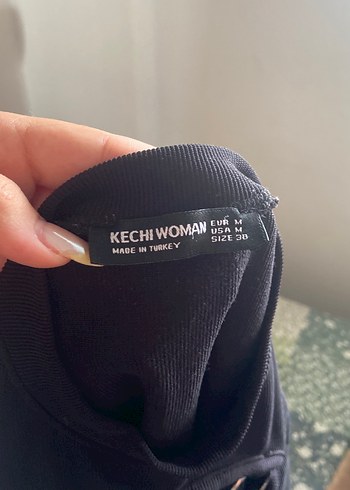 KECHI WOMAN
MADE IN TURKEY
EUR M
USA M
SIZE 38